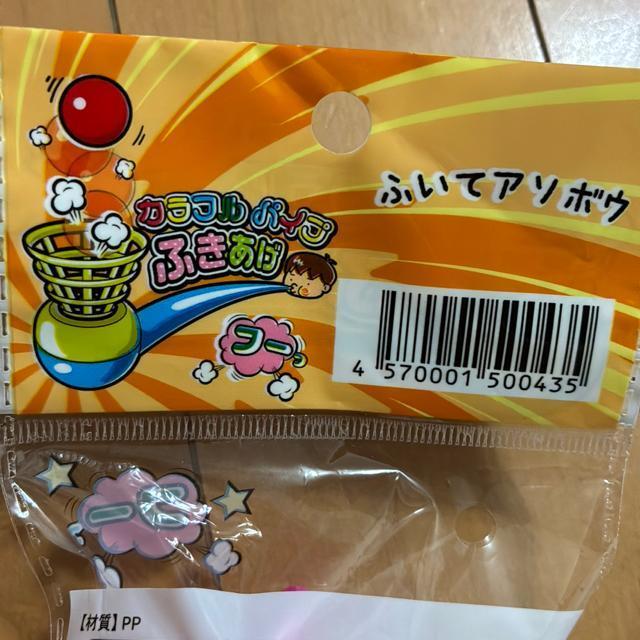 カラフルパイプ
ふきあげ
ふいてアソボウ
フーッ
4 570001 500435
【材質】PP